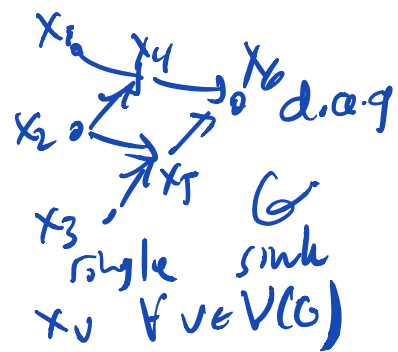 x1
x4
x6
d.a.g
x2
x5
G
x3
single sink
xv ∀ v ∈ V(G)